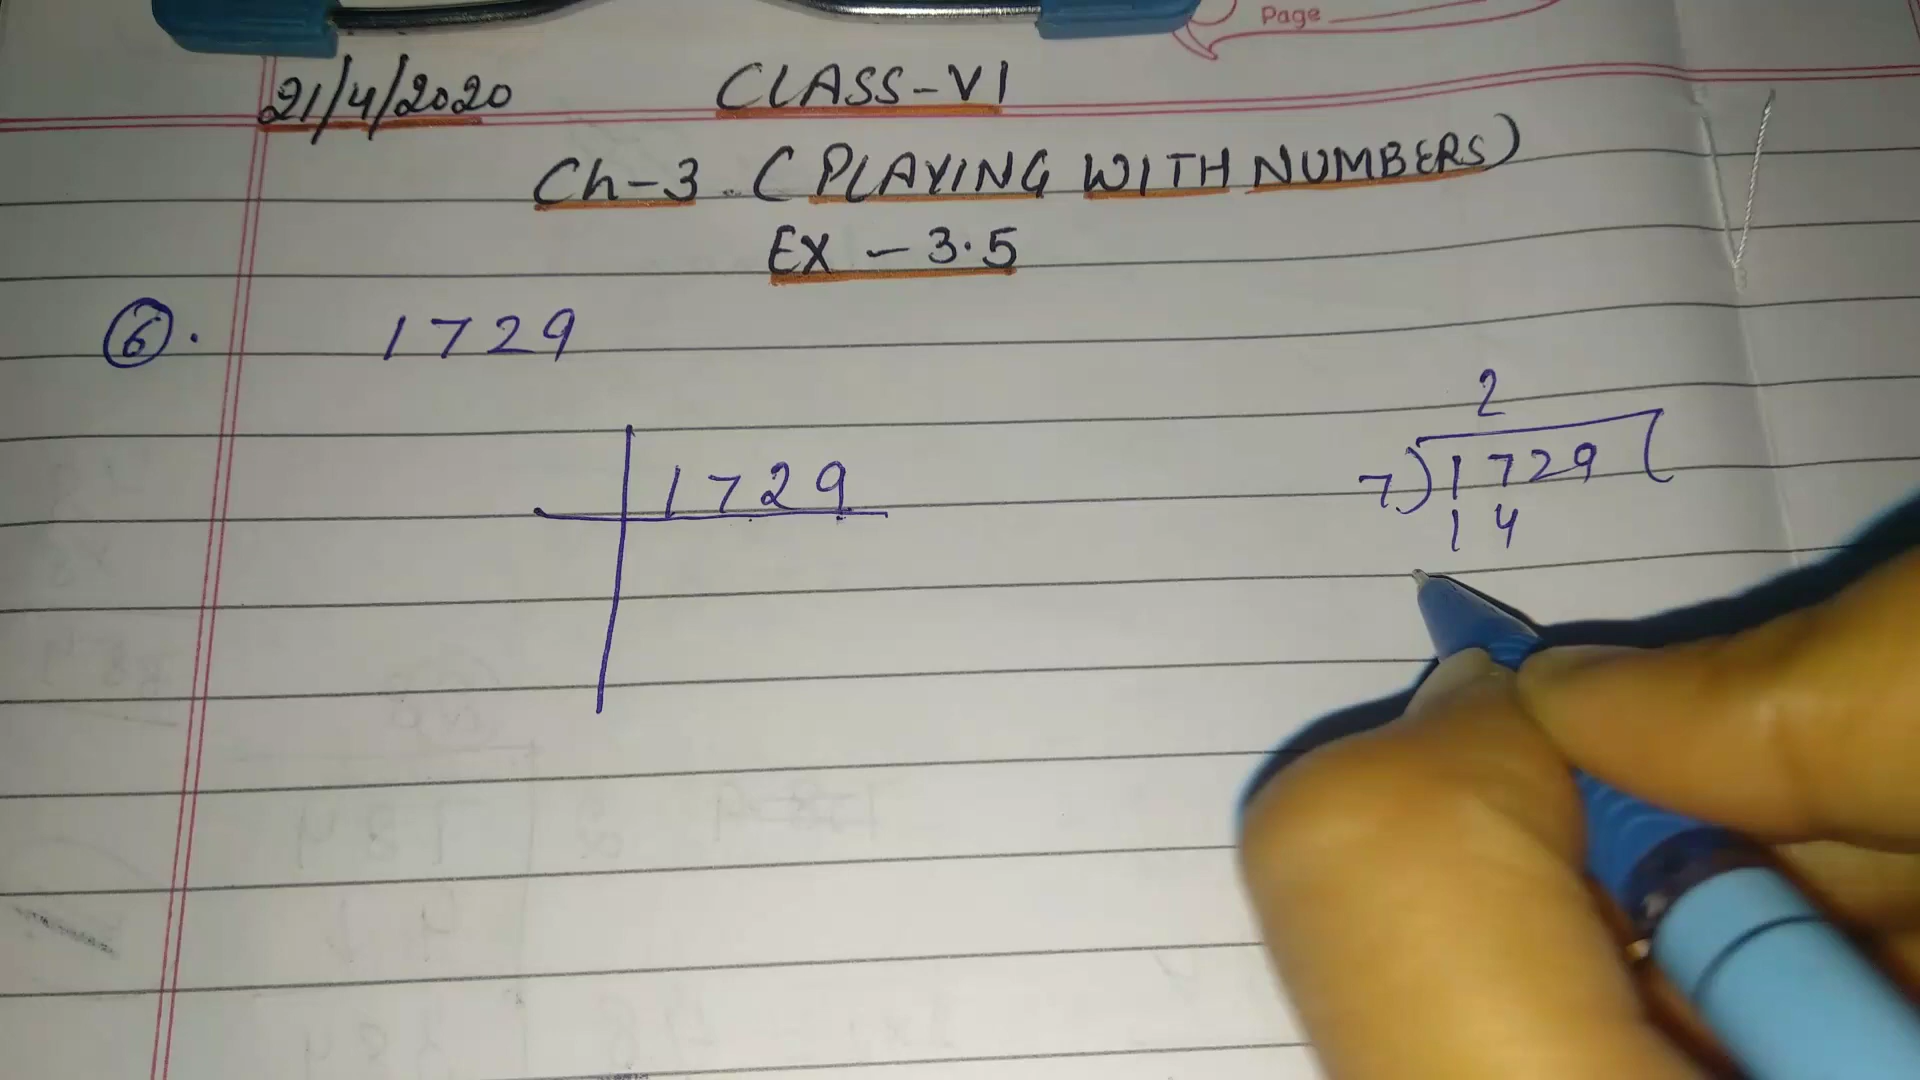 Page
21/4/2020 CLASS-VI
Ch-3. (PLAYING WITH NUMBERS)
EX - 3.5
6. 1729
2
1729
7)1729(
14